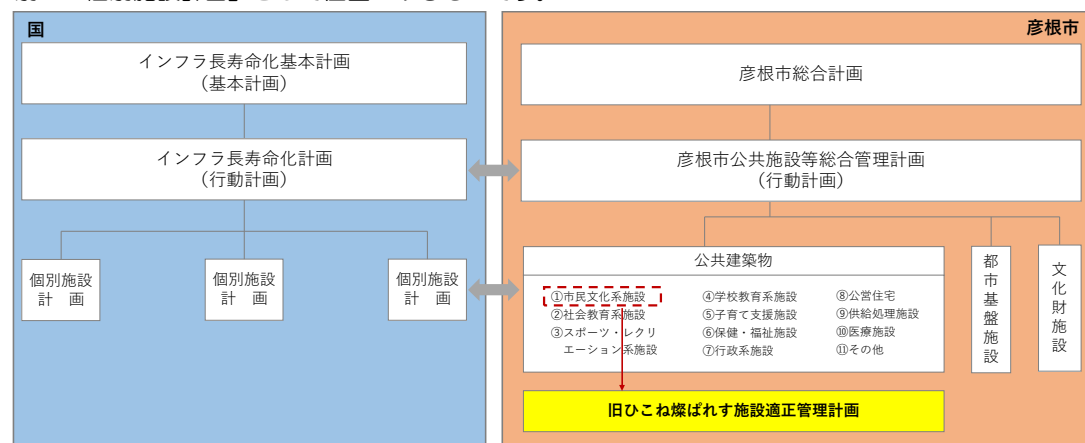 国
インフラ長寿命化基本計画
(基本計画)
インフラ長寿命化計画
(行動計画)
個別施設
計 画
個別施設
計 画
個別施設
計 画
彦根市
彦根市総合計画
彦根市公共施設等総合管理計画
(行動計画)
公共建築物
①市民文化系施設
②社会教育系施設
③スポーツ・レクリ
エーション系施設
④学校教育系施設
⑤子育て支援施設
⑥保健・福祉施設
⑦行政系施設
⑧公営住宅
⑨供給処理施設
⑩医療施設
⑪その他
都市基盤施設
文化財施設
旧ひこね燦ぱれす施設適正管理計画